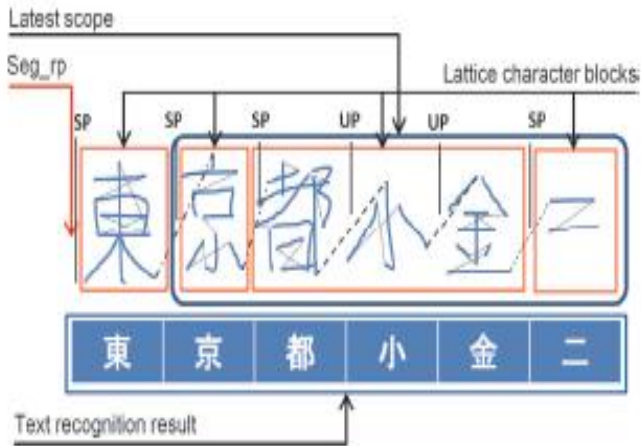 Latest scope
Seg_rp
Lattice character blocks
SP SP SP UP UP SP
東京都小金二
東 京 都 小 金 二
Text recognition result